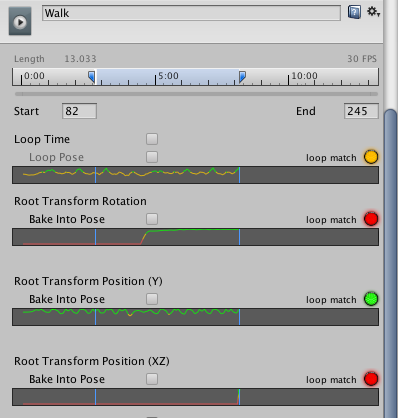 Walk
Length 13.033 30 FPS
0:00 5:00 10:00
Start 82 End 245
Loop Time
Loop Pose loop match
Root Transform Rotation
Bake Into Pose loop match
Root Transform Position (Y)
Bake Into Pose loop match
Root Transform Position (XZ)
Bake Into Pose loop match